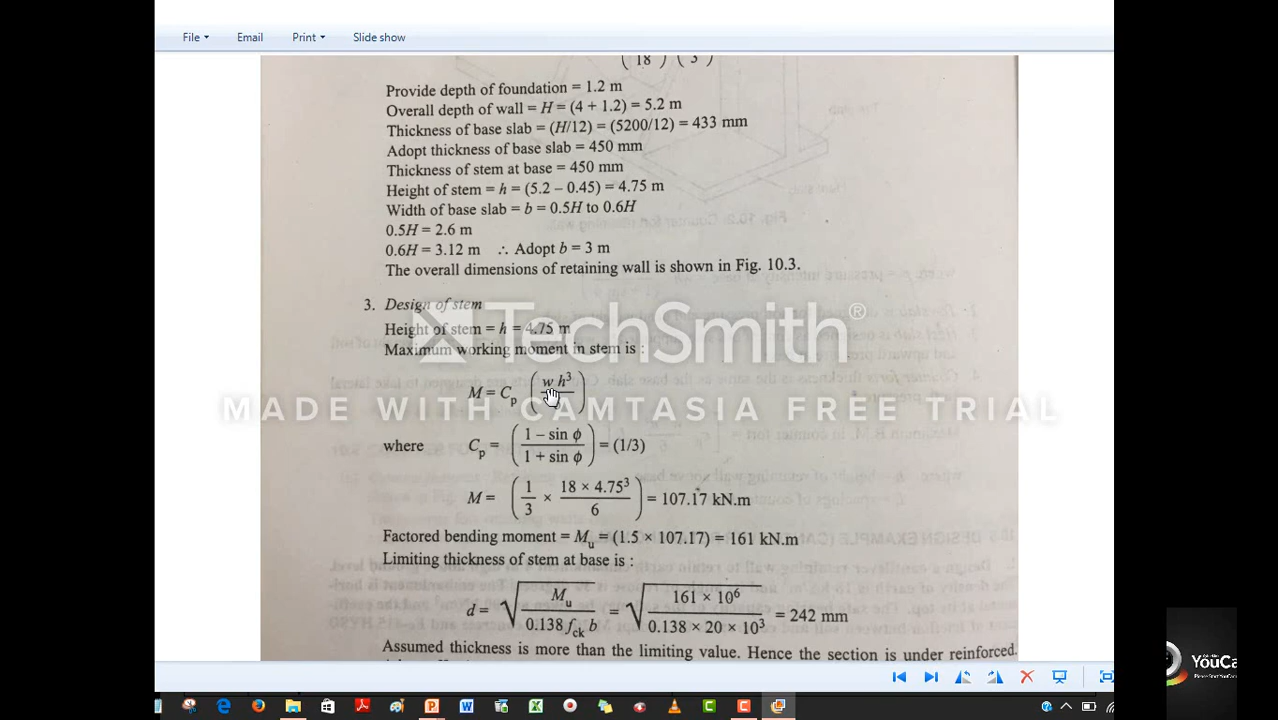 File Email Print Slide show
( 18 ) ( 3 )
Provide depth of foundation = 1.2 m
Overall depth of wall = H = (4 + 1.2) = 5.2 m
Thickness of base slab = (H/12) = (5200/12) = 433 mm
Adopt thickness of base slab = 450 mm
Thickness of stem at base = 450 mm
Height of stem = h = (5.2 – 0.45) = 4.75 m
Width of base slab = b = 0.5H to 0.6H
0.5H = 2.6 m
0.6H = 3.12 m ∴ Adopt b = 3 m
The overall dimensions of retaining wall is shown in Fig. 10.3.
3. Design of stem
Height of stem = h = 4.75 m
Maximum working moment in stem is :
TechSmith®
M = Cp (w h³
MADE WITH CAMTASIA FREE TRIAL
where Cp = (1 – sin φ / 1 + sin φ) = (1/3)
M = (1/3 × 18 × 4.75³/6) = 107.17 kN.m
Factored bending moment = Mu = (1.5 × 107.17) = 161 kN.m
Limiting thickness of stem at base is :
d = √(Mu / 0.138 fck b) = √(161 × 10⁶ / 0.138 × 20 × 10³) = 242 mm
Assumed thickness is more than the limiting value. Hence the section is under reinforced.
YouCa